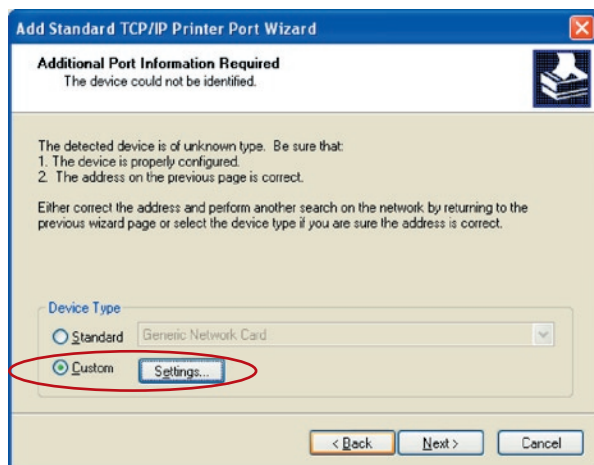 Add Standard TCP/IP Printer Port Wizard
Additional Port Information Required
The device could not be identified.
The detected device is of unknown type. Be sure that:
1. The device is properly configured.
2. The address on the previous page is correct.
Either correct the address and perform another search on the network by returning to the
previous wizard page or select the device type if you are sure the address is correct.
Device Type
Standard Generic Network Card
Custom Settings...
< Back Next > Cancel